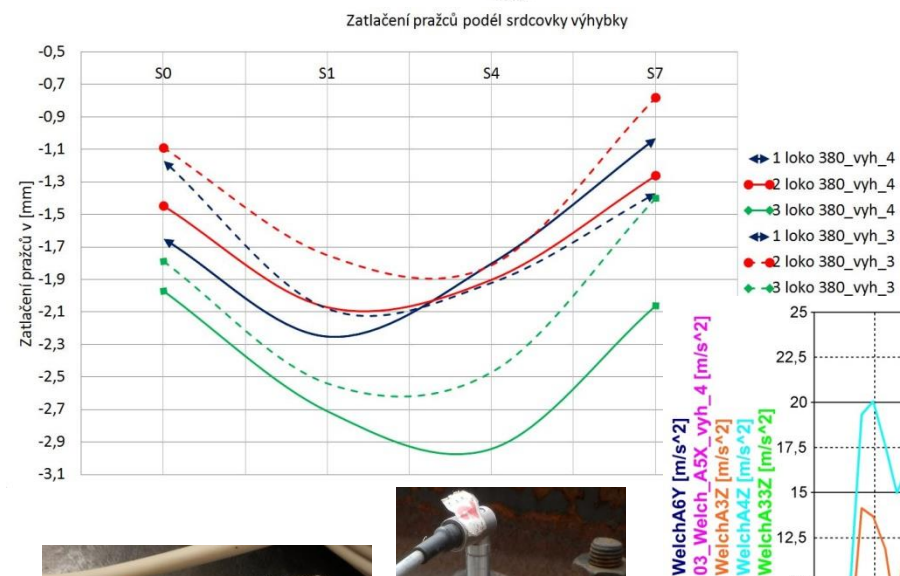 Zatlačení pražců podél srdcovky výhybky
-0,5
S0 S1 S4 S7
-0,7
-0,9
-1,1
-1,3
-1,5
-1,7
-1,9
-2,1
-2,3
-2,5
-2,7
-2,9
-3,1
Zatlačení pražců v [mm]
1 loko 380_vyh_4
2 loko 380_vyh_4
3 loko 380_vyh_4
1 loko 380_vyh_3
2 loko 380_vyh_3
3 loko 380_vyh_3
WelchA6Y [m/s^2]
03_Welch_A5X_vyh_4 [m/s^2]
WelchA3Z [m/s^2]
WelchA4Z [m/s^2]
WelchA33Z [m/s^2]
25
22,5
20
17,5
15
12,5